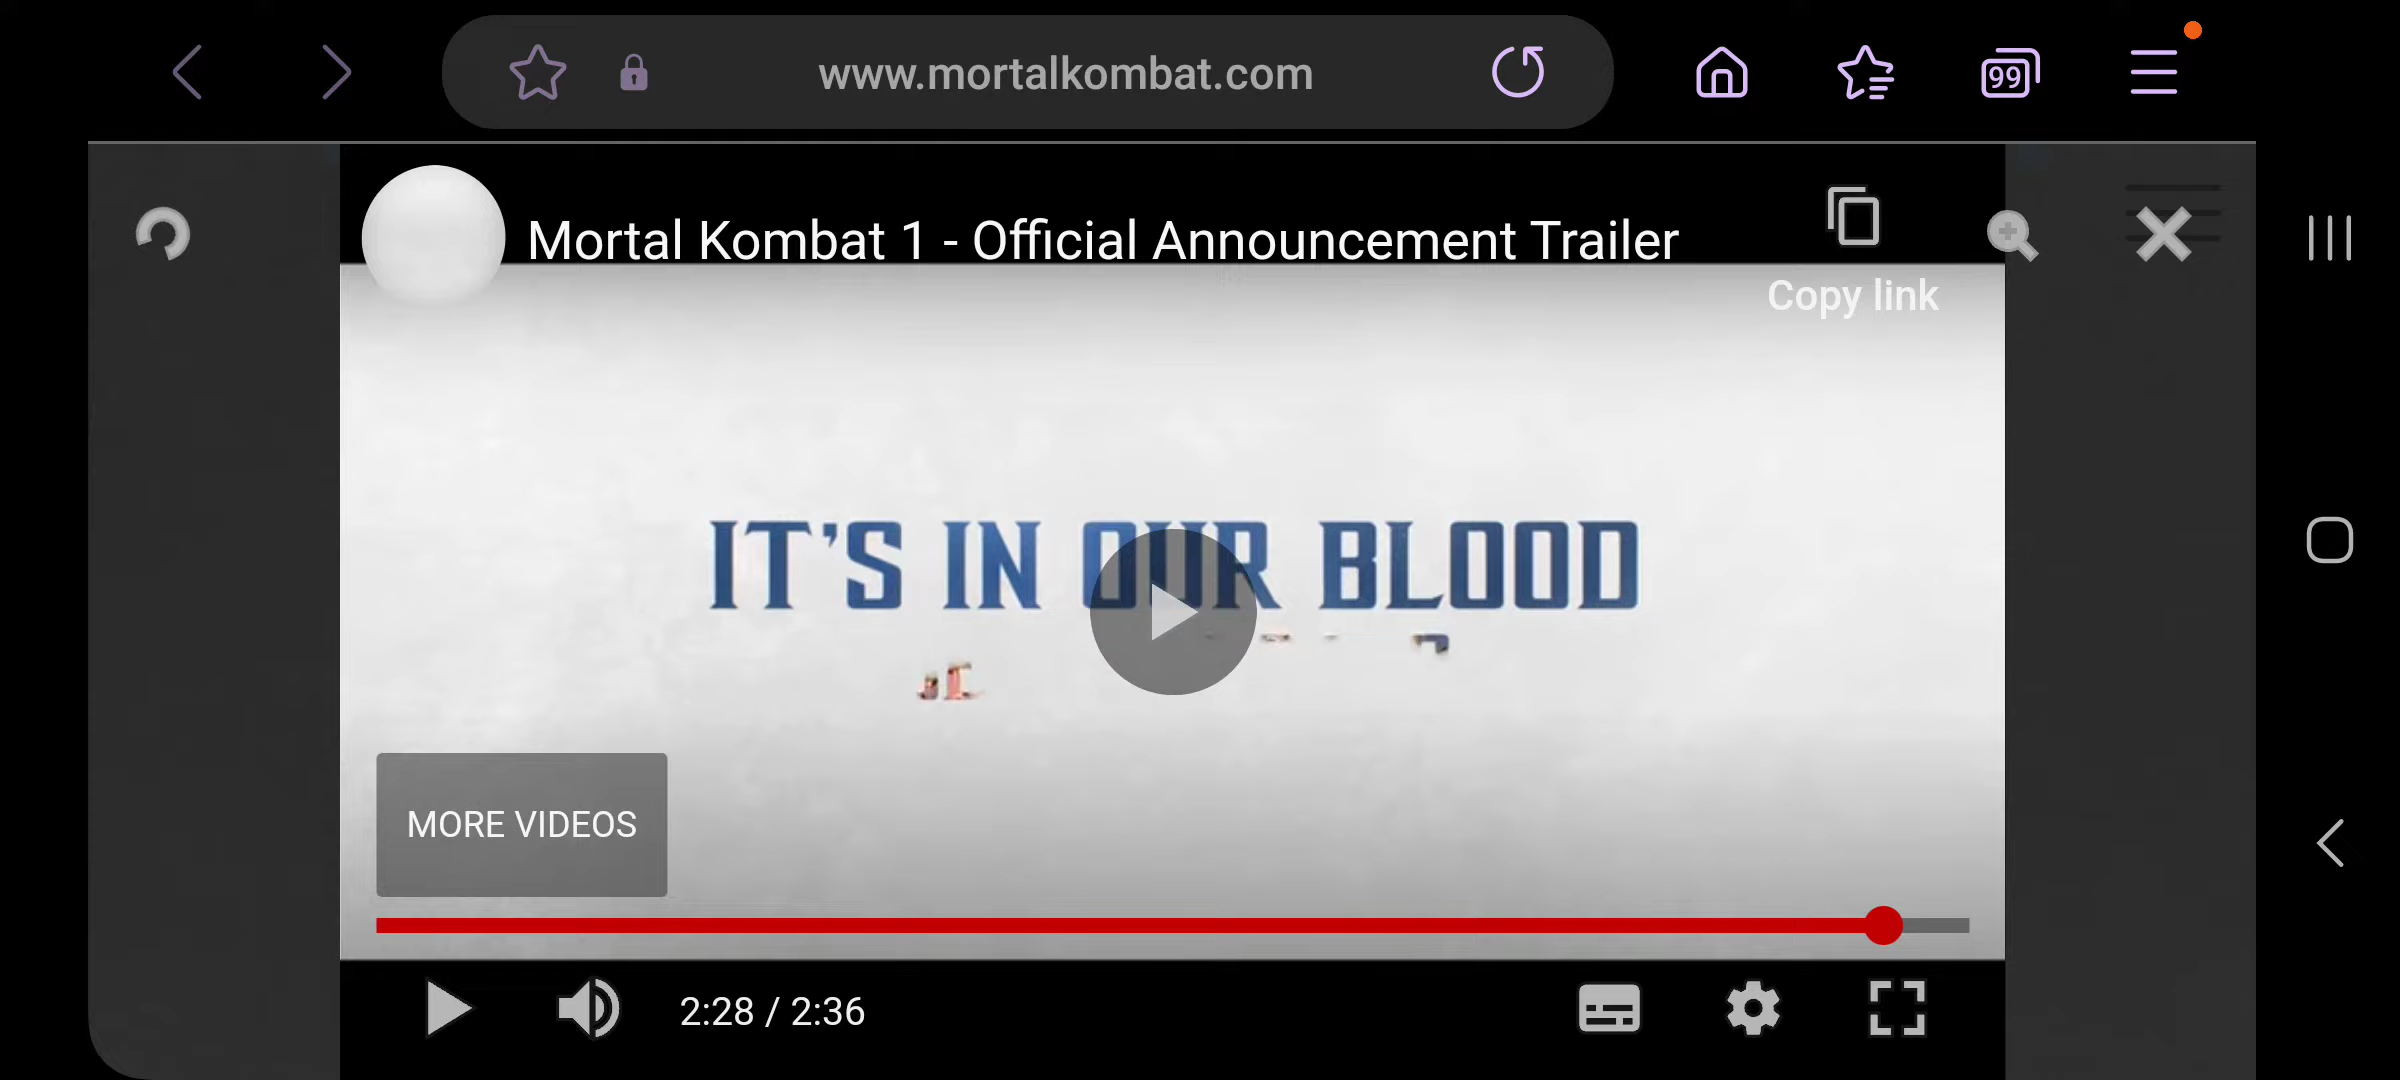 www.mortalkombat.com
99
Mortal Kombat 1 - Official Announcement Trailer
Copy link
IT'S IN OUR BLOOD
MORE VIDEOS
2:28 / 2:36